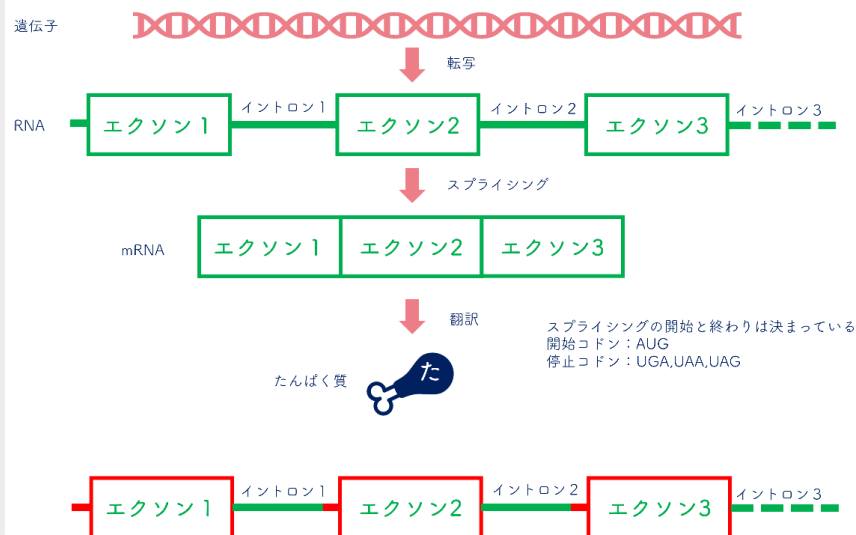 遺伝子
転写
RNA
エクソン1
イントロン1
エクソン2
イントロン2
エクソン3
イントロン3
スプライシング
mRNA
エクソン1
エクソン2
エクソン3
翻訳
スプライシングの開始と終わりは決まっている
開始コドン：AUG
停止コドン：UGA,UAA,UAG
たんぱく質
た
エクソン1
イントロン1
エクソン2
イントロン2
エクソン3
イントロン3